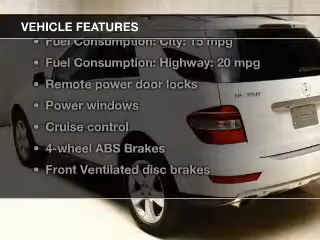 VEHICLE FEATURES
• Fuel Consumption: City: 15 mpg
• Fuel Consumption: Highway: 20 mpg
• Remote power door locks
• Power windows
• Cruise control
• 4-wheel ABS Brakes
• Front Ventilated disc brakes